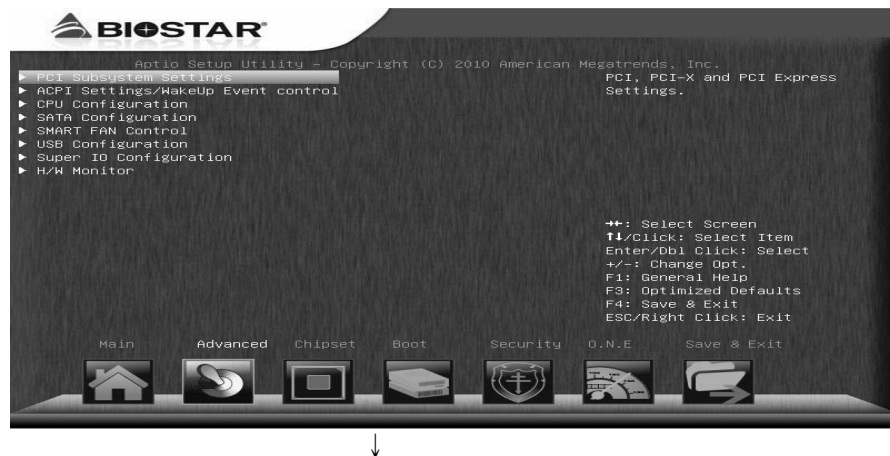 BIOSTAR®
Aptio Setup Utility – Copyright (C) 2010 American Megatrends, Inc.
► PCI Subsystem Settings
► ACPI Settings/WakeUp Event control
► CPU Configuration
► SATA Configuration
► SMART FAN Control
► USB Configuration
► Super IO Configuration
► H/W Monitor
PCI, PCI-X and PCI Express
Settings.
→←: Select Screen
↑↓/Click: Select Item
Enter/Dbl Click: Select
+/-: Change Opt.
F1: General Help
F3: Optimized Defaults
F4: Save & Exit
ESC/Right Click: Exit
Main Advanced Chipset Boot Security O.N.E Save & Exit